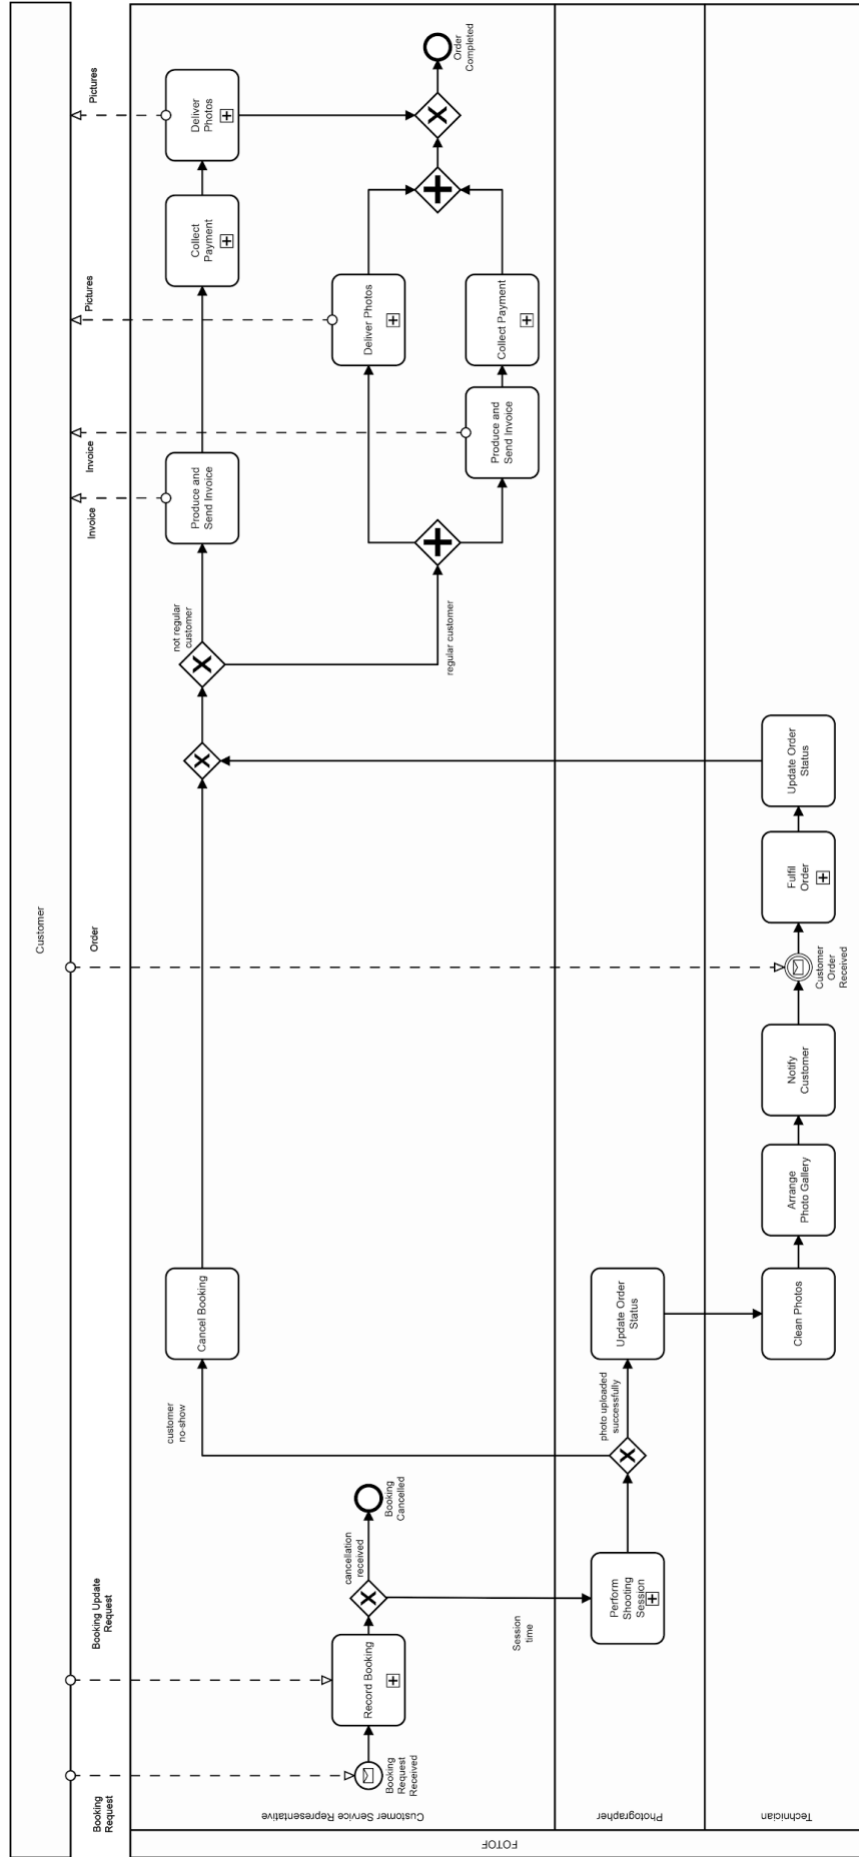 Customer
Booking
Request
Booking Update
Request
Order
Invoice
Invoice
Pictures
Pictures
FOTOF
Customer Service Representative
Photographer
Technician
Booking
Request
Received
Record Booking
cancellation
received
Booking
Cancelled
Session
time
Perform
Shooting
Session
customer
no-show
photo uploaded
successfully
Cancel Booking
Update Order
Status
Clean Photos
Arrange
Photo Gallery
Notify
Customer
Customer
Order
Received
Fulfil
Order
Update Order
Status
not regular
customer
regular customer
Produce and
Send Invoice
Collect
Payment
Deliver
Photos
Produce and
Send Invoice
Deliver Photos
Collect Payment
Order
Completed